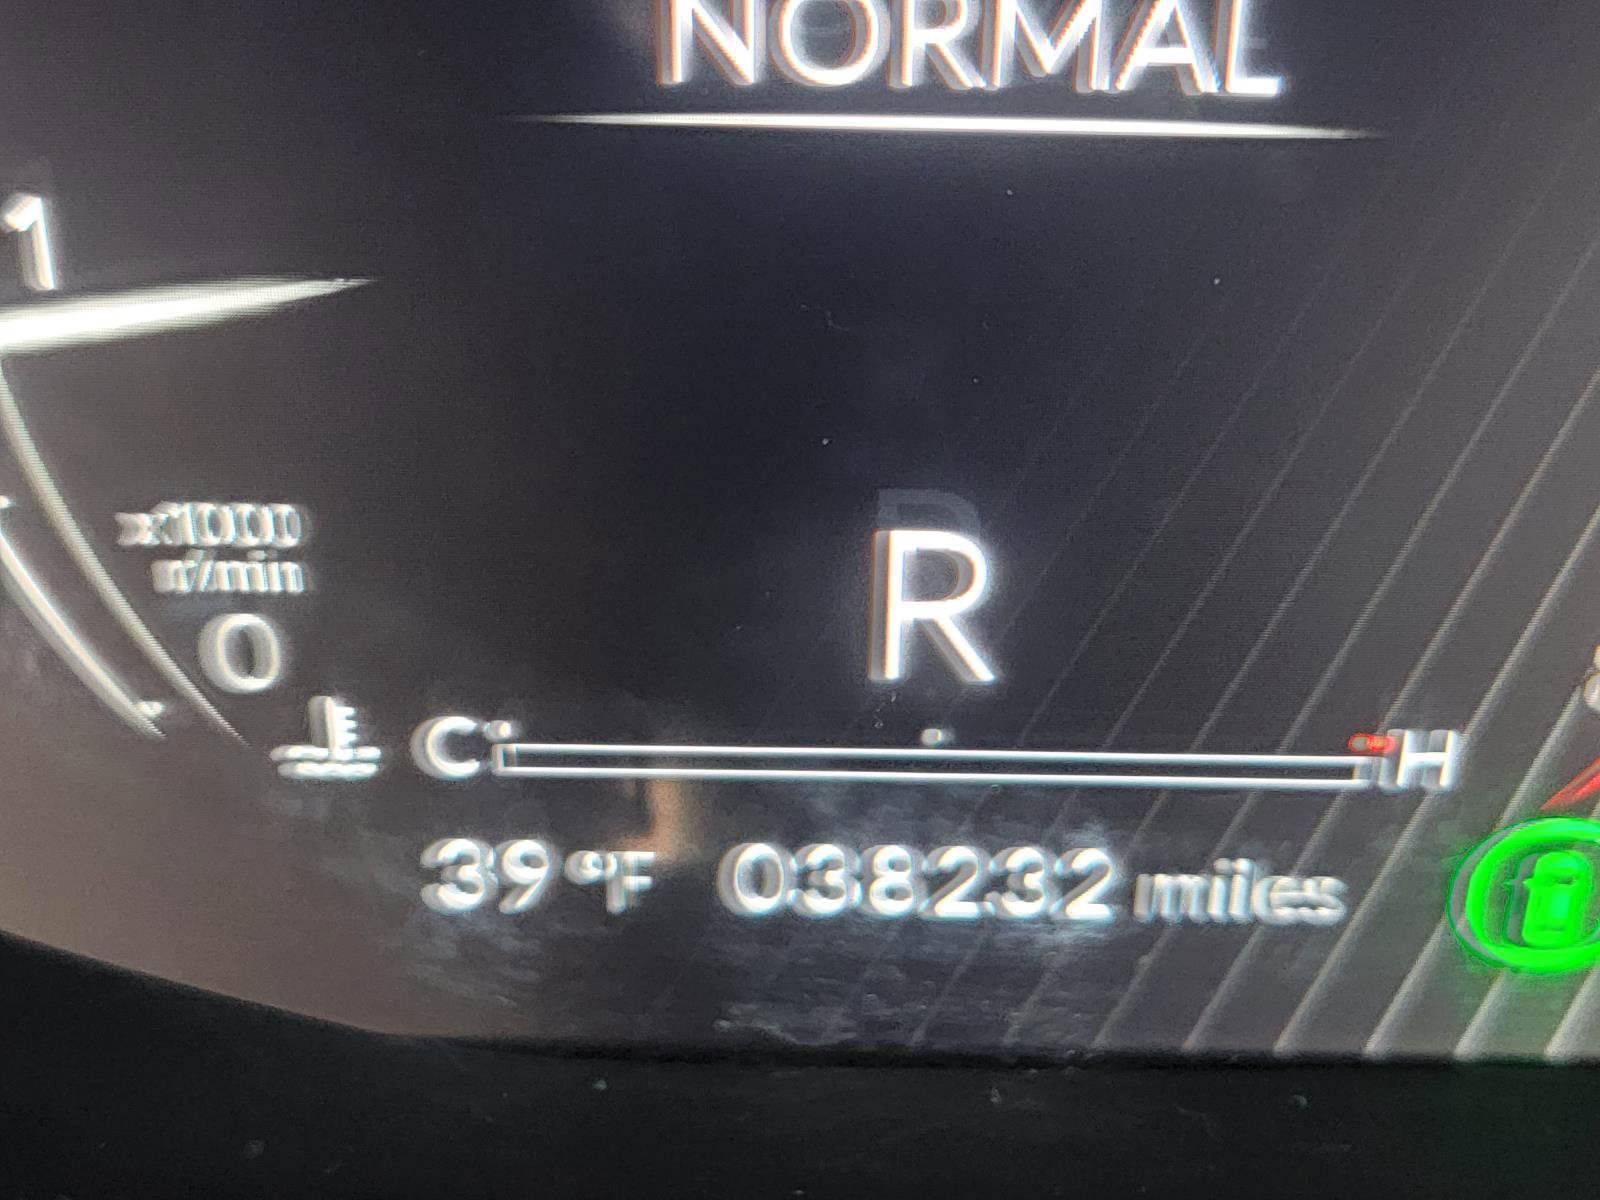 NORMAL
1
x1000
r/min
0
R
C H
39°F 038232 miles